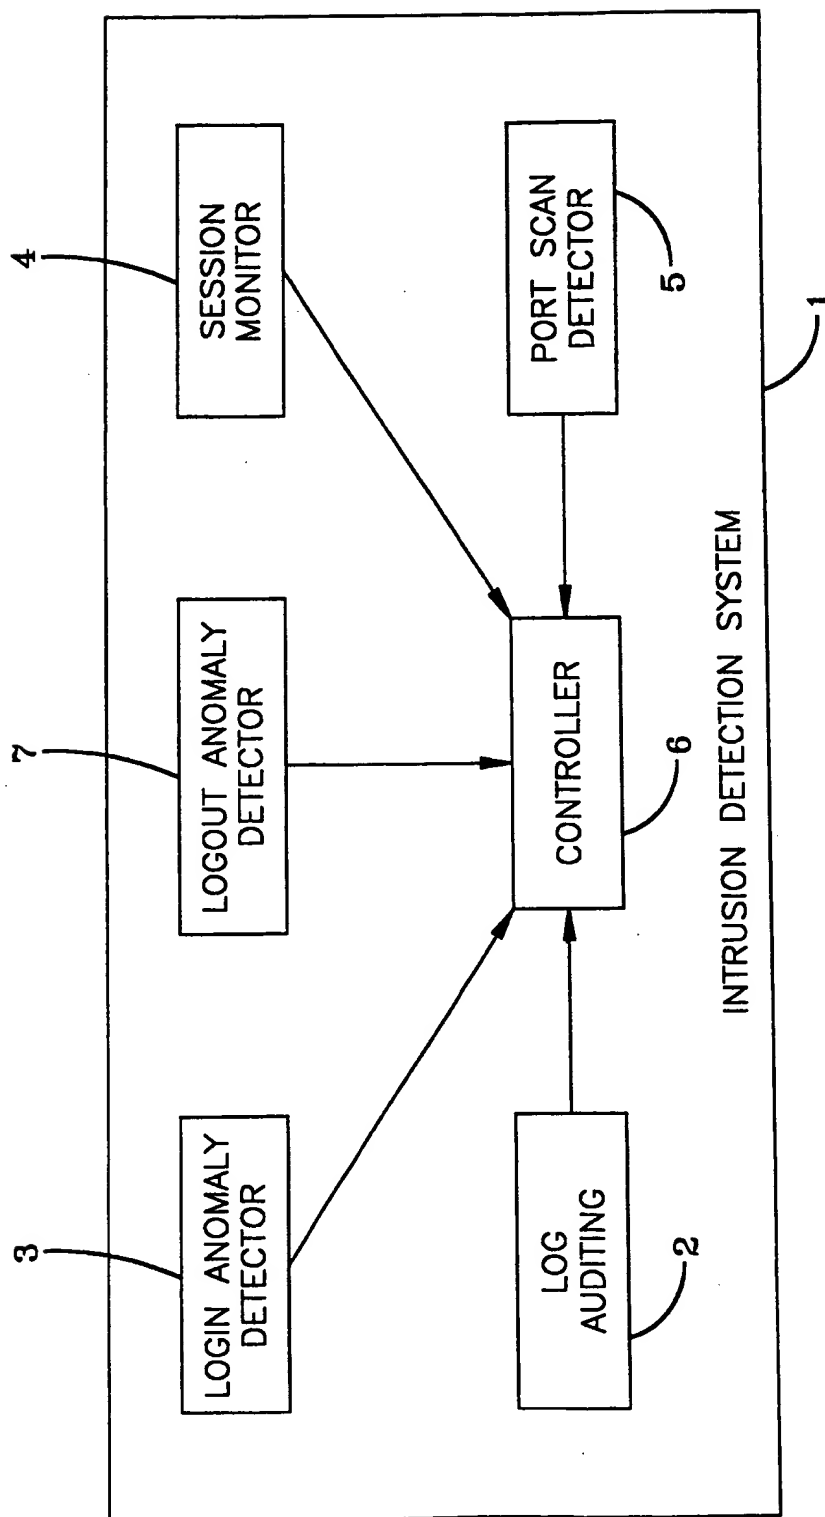 3
7
4
LOGIN ANOMALY
DETECTOR
LOGOUT ANOMALY
DETECTOR
SESSION
MONITOR
LOG
AUDITING
CONTROLLER
PORT SCAN
DETECTOR
2
6
5
INTRUSION DETECTION SYSTEM
1